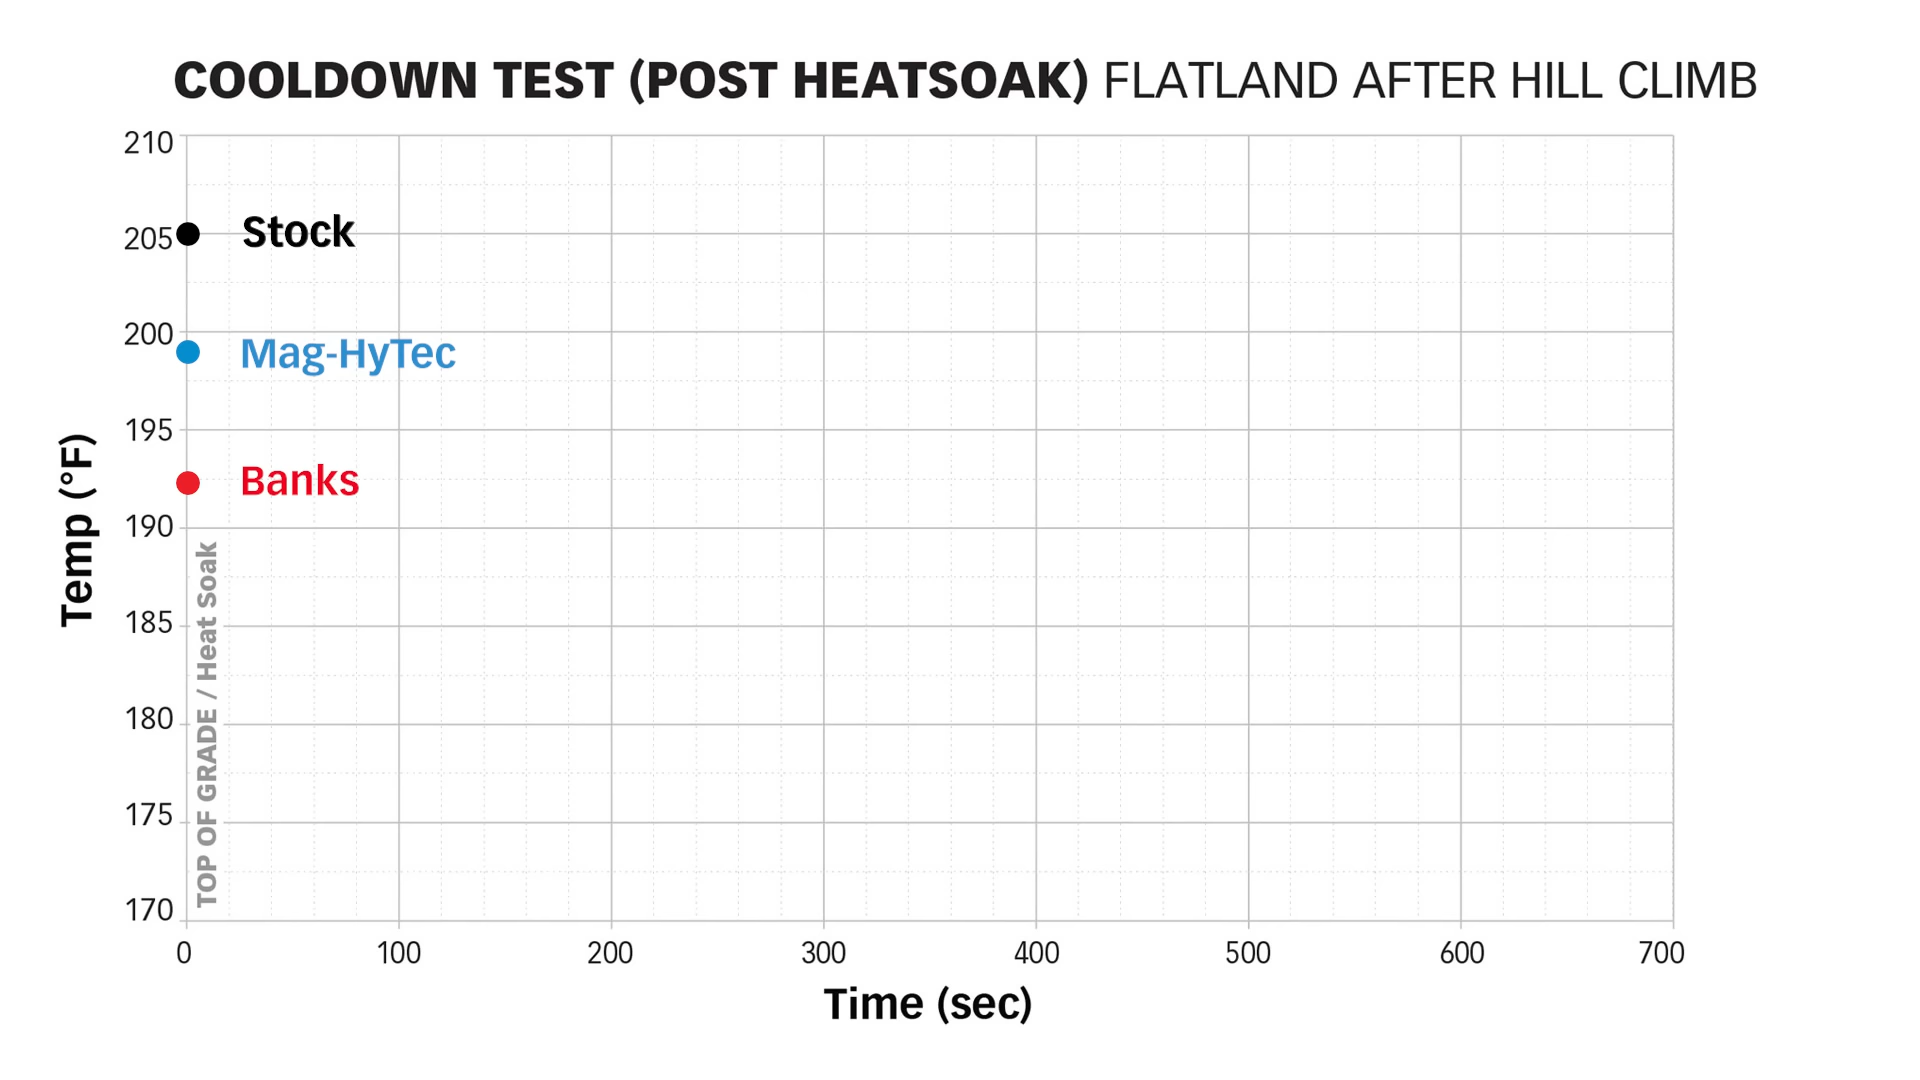 COOLDOWN TEST (POST HEATSOAK) FLATLAND AFTER HILL CLIMB
210
205
200
195
190
185
180
175
170
Temp (°F)
Stock
Mag-HyTec
Banks
TOP OF GRADE / Heat Soak
0 100 200 300 400 500 600 700
Time (sec)